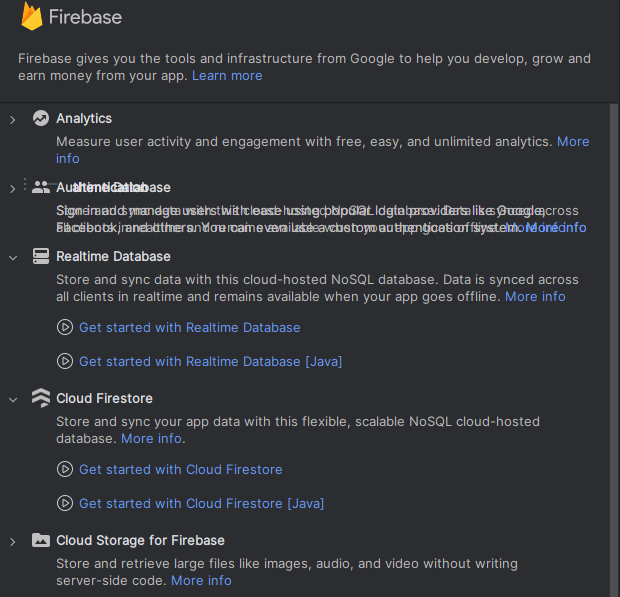 Firebase
Firebase gives you the tools and infrastructure from Google to help you develop, grow and
earn money from your app. Learn more
Analytics
Measure user activity and engagement with free, easy, and unlimited analytics. More
info
Database
More info
Realtime Database
Store and sync data with this cloud-hosted NoSQL database. Data is synced across
all clients in realtime and remains available when your app goes offline. More info
Get started with Realtime Database
Get started with Realtime Database [Java]
Cloud Firestore
Store and sync your app data with this flexible, scalable NoSQL cloud-hosted
database. More info.
Get started with Cloud Firestore
Get started with Cloud Firestore [Java]
Cloud Storage for Firebase
Store and retrieve large files like images, audio, and video without writing
server-side code. More info